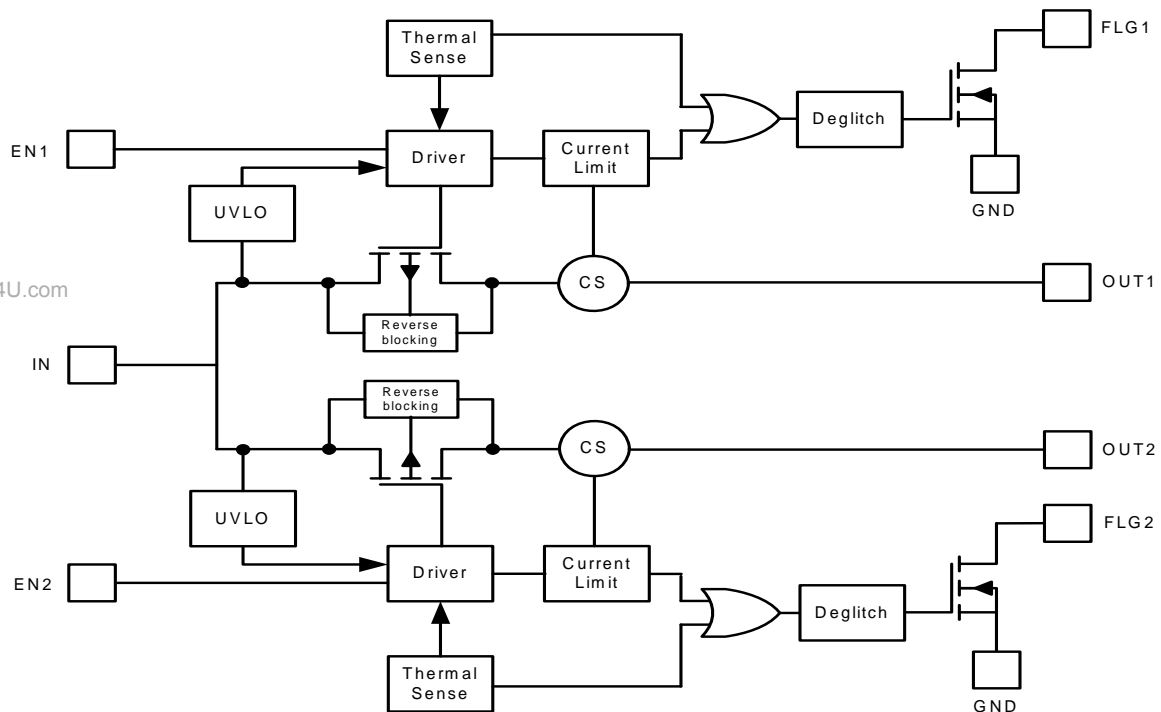 Thermal
Sense
FLG1
Deglitch
EN1
Driver
Current
Limit
UVLO
GND
4U.com
CS
OUT1
Reverse
blocking
IN
Reverse
blocking
CS
OUT2
UVLO
FLG2
Driver
Current
Limit
EN2
Deglitch
Thermal
Sense
GND